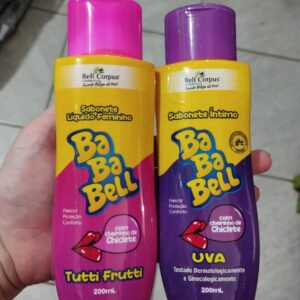 Bell Corpus
Sabonete
Líquido Feminino
Ba
Ba
Bell
Frescor
Proteção
Conforto
com
cheirinho de
Chiclete
Tutti Frutti
200mL
Bell Corpus
Sabonete Íntimo
Ba
Ba
Bell
Frescor
Proteção
Conforto
com
cheirinho de
Chiclete
UVA
Testado Dermatologicamente
e Ginecologicamente
200mL